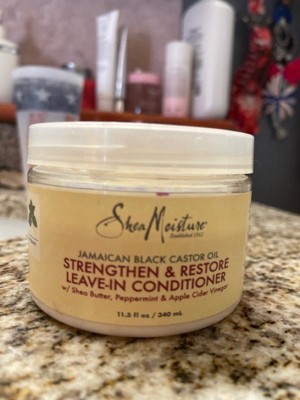 SheaMoisture
Established 1912
JAMAICAN BLACK CASTOR OIL
STRENGTHEN & RESTORE
LEAVE-IN CONDITIONER
w/ Shea Butter, Peppermint & Apple Cider Vinegar
11.5 fl oz / 340 mL